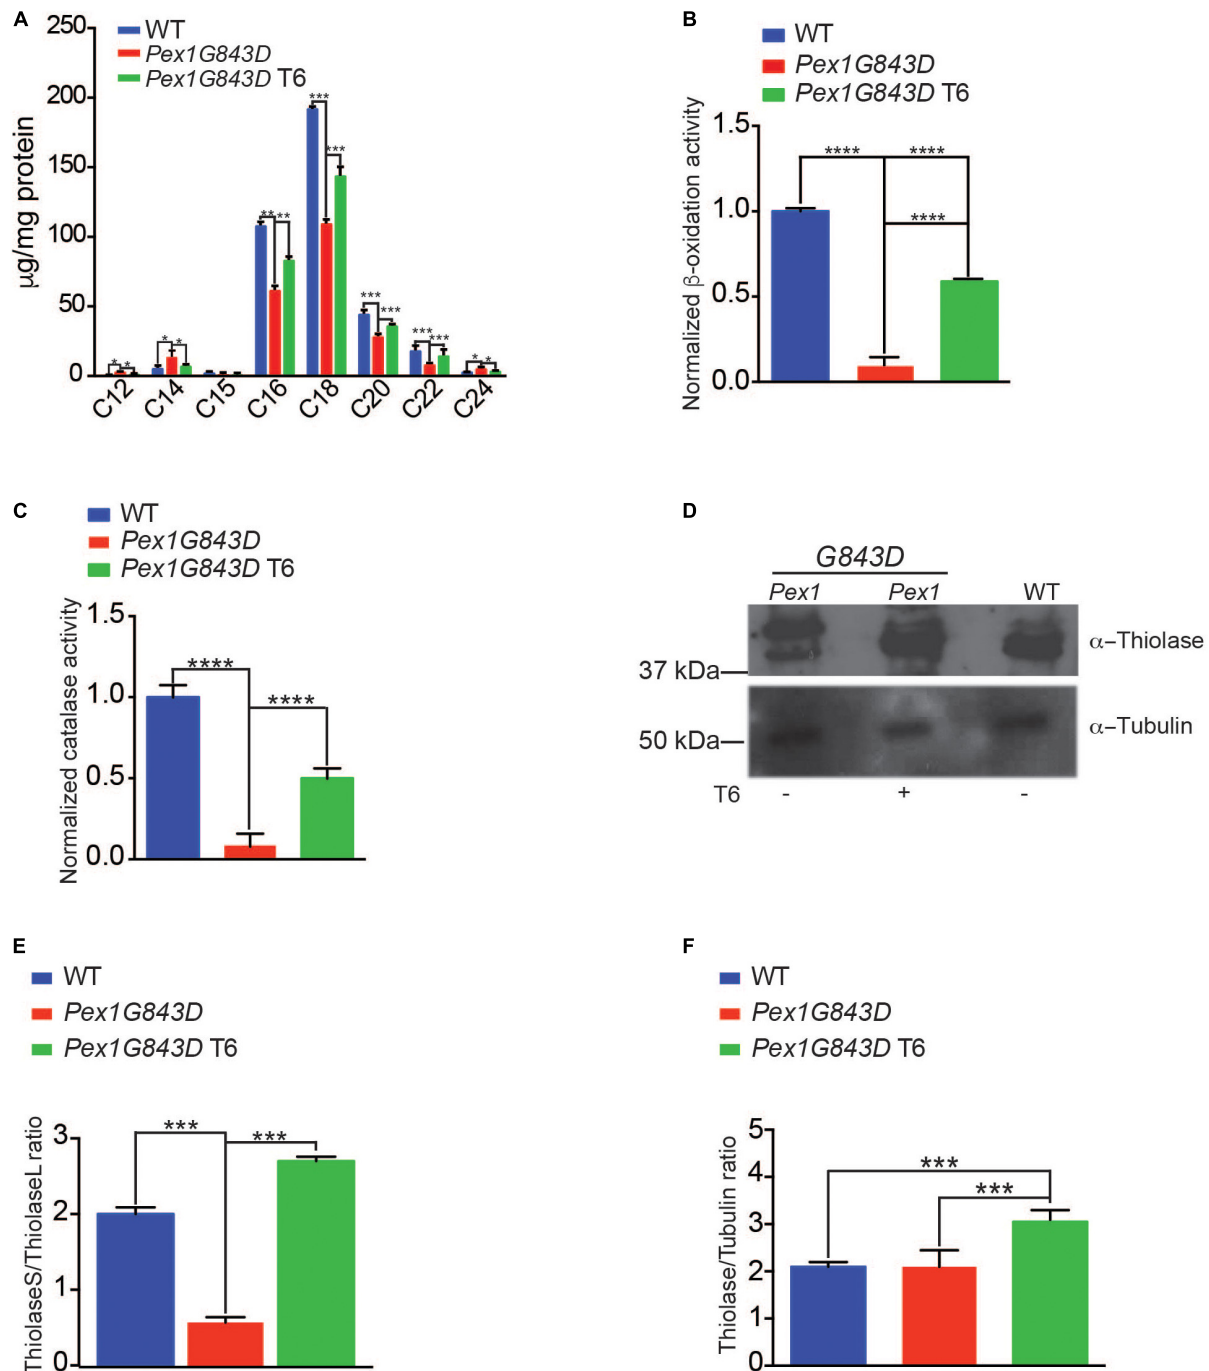 A
WT
Pex1G843D
Pex1G843D T6
µg/mg protein
250
200
150
100
50
0
*** *** ** ** *** *** *** *** * * * * * *
C12 C14 C15 C16 C18 C20 C22 C24
B
WT
Pex1G843D
Pex1G843D T6
Normalized β-oxidation activity
1.5
1.0
0.5
0.0
**** ****
****
C
WT
Pex1G843D
Pex1G843D T6
Normalized catalase activity
1.5
1.0
0.5
0.0
****
****
D
G843D
Pex1 Pex1 WT
α–Thiolase
37 kDa
50 kDa
α–Tubulin
T6 - + -
E
WT
Pex1G843D
Pex1G843D T6
ThiolaseS/ThiolaseL ratio
3
2
1
0
*** ***
F
WT
Pex1G843D
Pex1G843D T6
Thiolase/Tubulin ratio
5
4
3
2
1
0
***
***